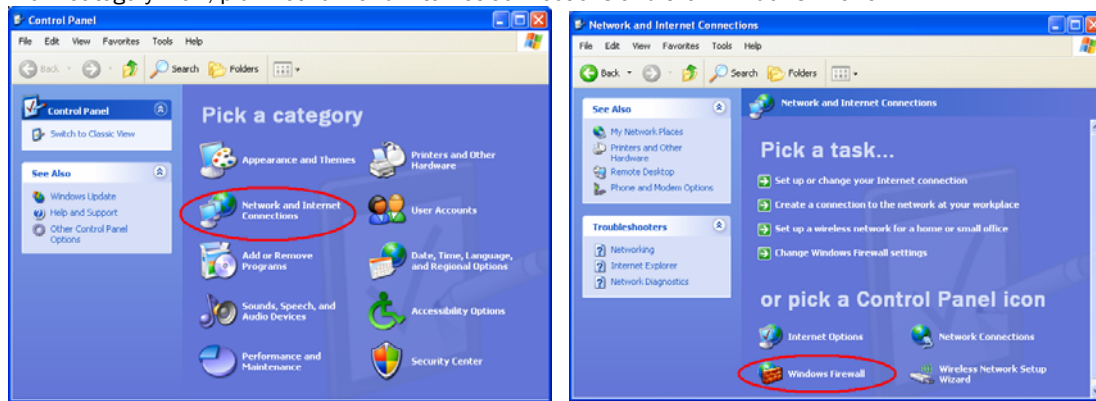 Control Panel
File Edit View Favorites Tools Help
Back Search Folders
Control Panel
Switch to Classic View
See Also
Windows Update
Help and Support
Other Control Panel
Options
Pick a category
Appearance and Themes
Printers and Other
Hardware
Network and Internet
Connections
User Accounts
Add or Remove
Programs
Date, Time, Language,
and Regional Options
Sounds, Speech, and
Audio Devices
Accessibility Options
Performance and
Maintenance
Security Center
Network and Internet Connections
File Edit View Favorites Tools Help
Back Search Folders
See Also
My Network Places
Printers and Other
Hardware
Remote Desktop
Phone and Modem Options
Troubleshooters
Networking
Internet Explorer
Network Diagnostics
Network and Internet Connections
Pick a task...
Set up or change your Internet connection
Create a connection to the network at your workplace
Set up a wireless network for a home or small office
Change Windows Firewall settings
or pick a Control Panel icon
Internet Options
Network Connections
Windows Firewall
Wireless Network Setup
Wizard